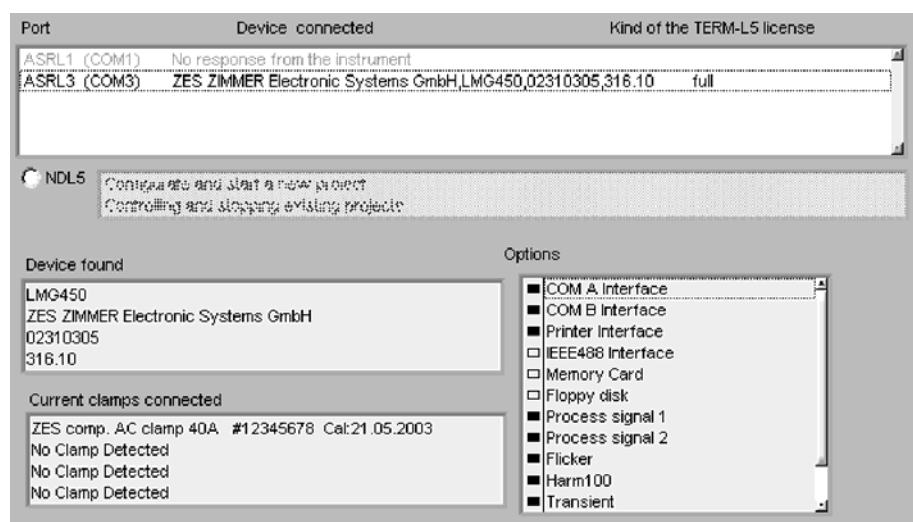 Port Device connected Kind of the TERM-L5 license
ASRL1 (COM1) No response from the instrument
ASRL3 (COM3) ZES ZIMMER Electronic Systems GmbH,LMG450,02310305,316.10 full
NDL5
Configurate and start a new project
Controlling and stopping existing projects
Device found
LMG450
ZES ZIMMER Electronic Systems GmbH
02310305
316.10
Current clamps connected
ZES comp. AC clamp 40A #12345678 Cal:21.05.2003
No Clamp Detected
No Clamp Detected
No Clamp Detected
Options
COM A Interface
COM B Interface
Printer Interface
IEEE488 Interface
Memory Card
Floppy disk
Process signal 1
Process signal 2
Flicker
Harm100
Transient